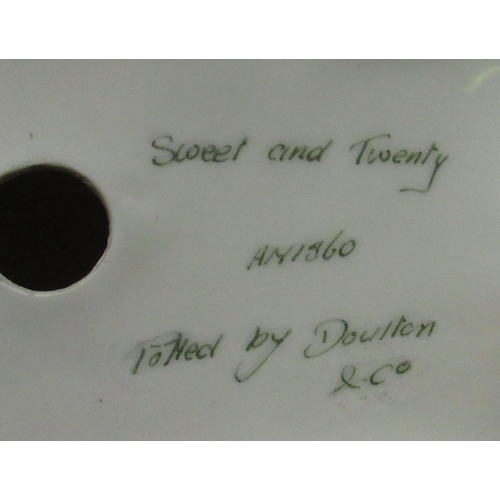 Sweet and Twenty
HN1360
Potted by Doulton
& Co